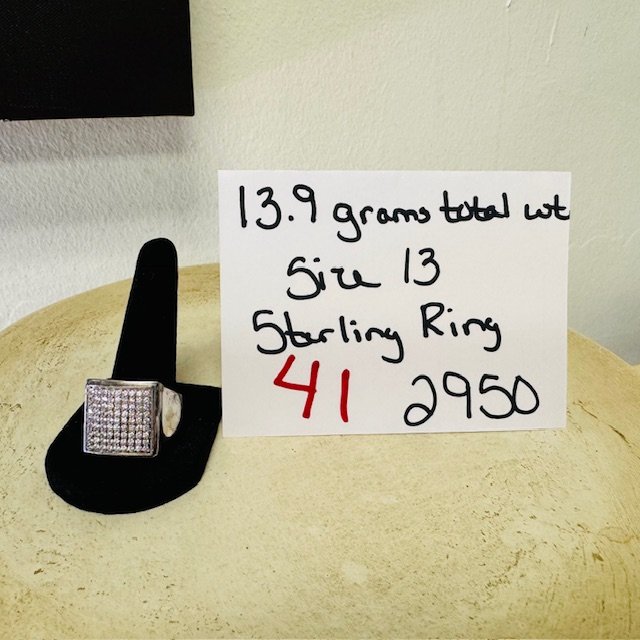 13.9 grams total wt
Size 13
Sterling Ring
41 2950